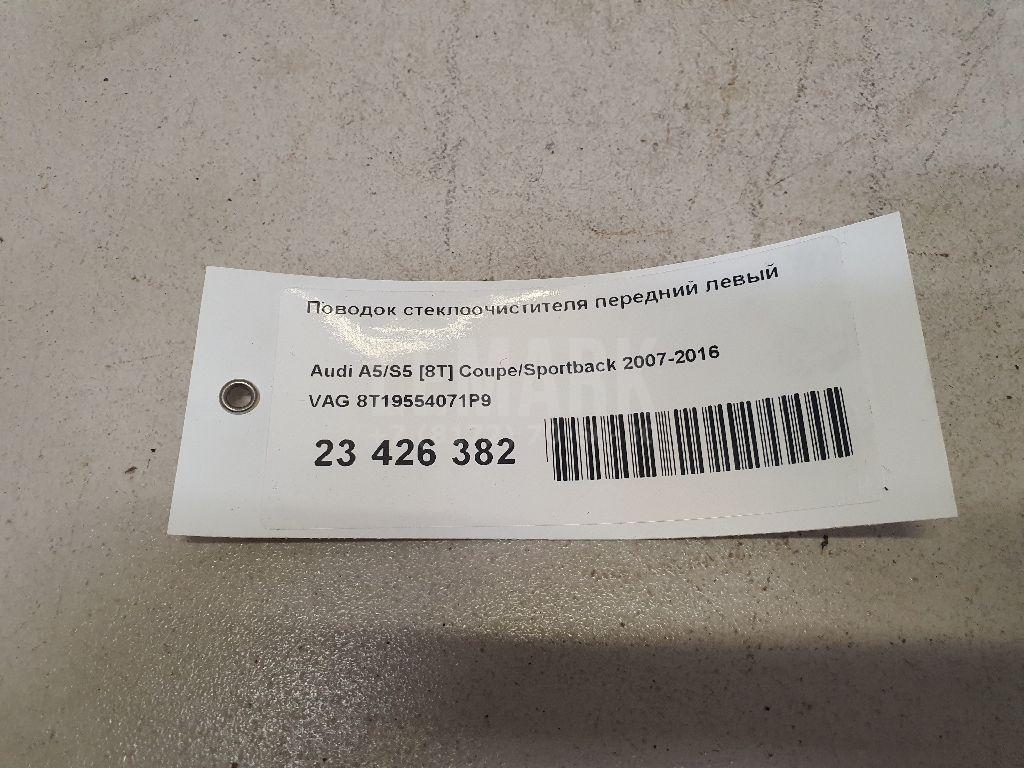 Поводок стеклоочистителя передний левый
Audi A5/S5 [8T] Coupe/Sportback 2007-2016
VAG 8T19554071P9
23 426 382